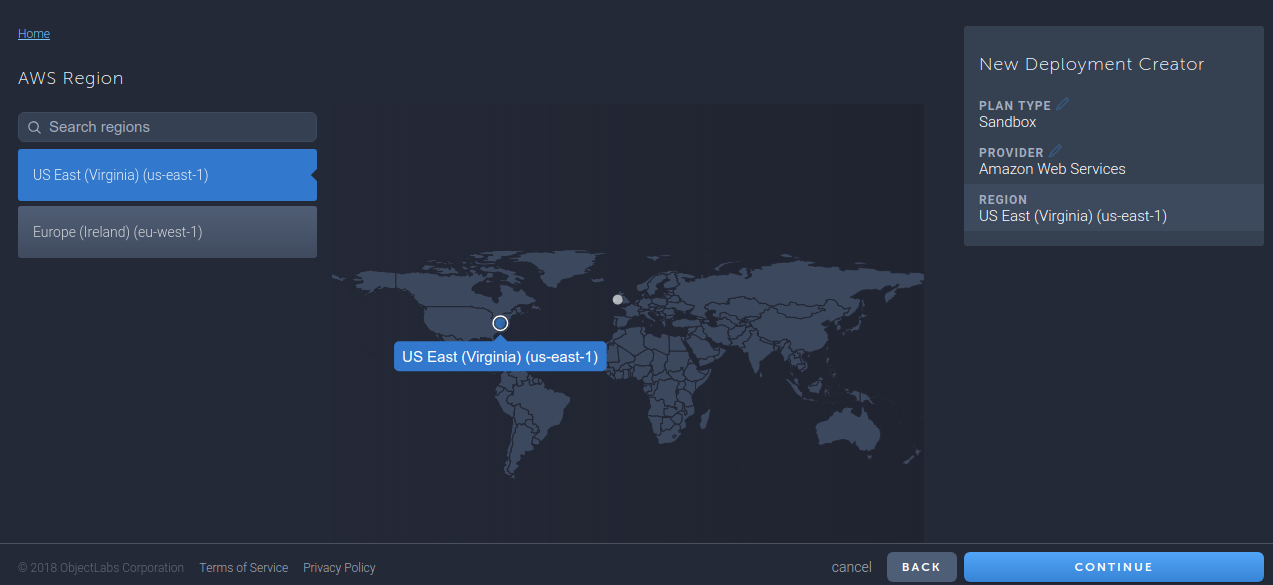 Home
AWS Region
Search regions
US East (Virginia) (us-east-1)
Europe (Ireland) (eu-west-1)
US East (Virginia) (us-east-1)
New Deployment Creator
PLAN TYPE
Sandbox
PROVIDER
Amazon Web Services
REGION
US East (Virginia) (us-east-1)
© 2018 ObjectLabs Corporation Terms of Service Privacy Policy cancel BACK CONTINUE